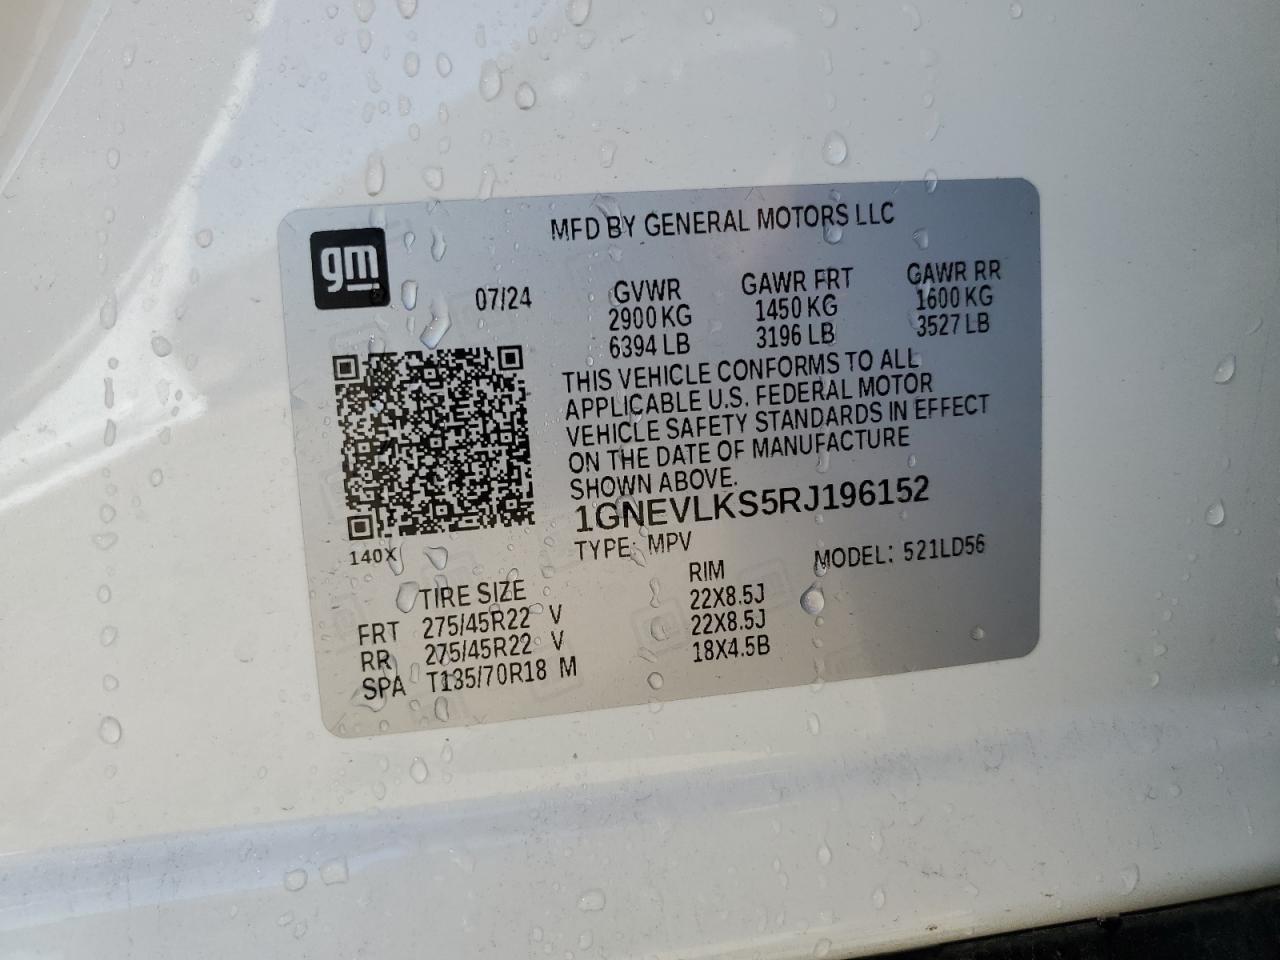 MFD BY GENERAL MOTORS LLC
gm
07/24
GVWR GAWR FRT GAWR RR
2900 KG 1450 KG 1600 KG
6394 LB 3196 LB 3527 LB
THIS VEHICLE CONFORMS TO ALL
APPLICABLE U.S. FEDERAL MOTOR
VEHICLE SAFETY STANDARDS IN EFFECT
ON THE DATE OF MANUFACTURE
SHOWN ABOVE.
1GNEVLKS5RJ196152
140X
TYPE: MPV MODEL: 521LD56
TIRE SIZE RIM
FRT 275/45R22 V 22X8.5J
RR 275/45R22 V 22X8.5J
SPA T135/70R18 M 18X4.5B